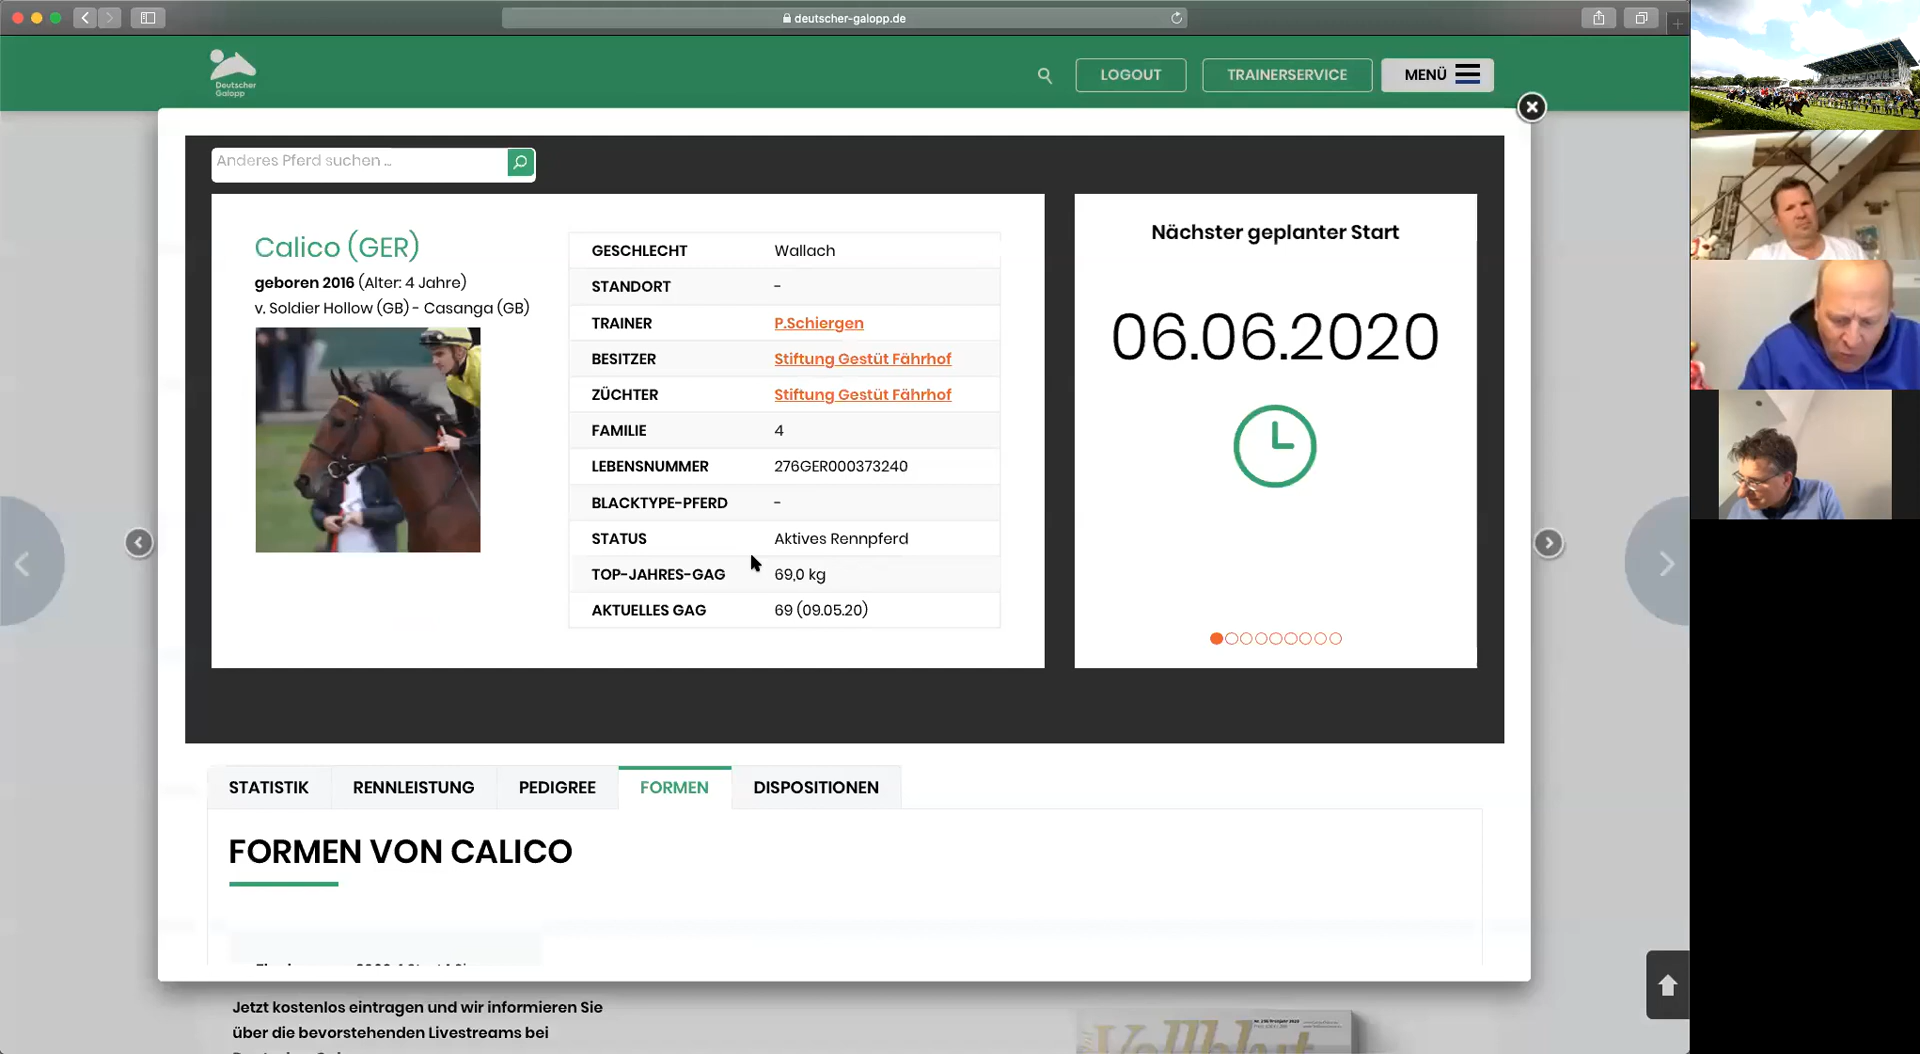 deutscher-galopp.de
Deutscher
Galopp
LOGOUT
TRAINERSERVICE
MENÜ
Anderes Pferd suchen ...
Calico (GER)
geboren 2016 (Alter: 4 Jahre)
v. Soldier Hollow (GB) - Casanga (GB)
GESCHLECHT Wallach
STANDORT -
TRAINER P.Schiergen
BESITZER Stiftung Gestüt Fährhof
ZÜCHTER Stiftung Gestüt Fährhof
FAMILIE 4
LEBENSNUMMER 276GER000373240
BLACKTYPE-PFERD -
STATUS Aktives Rennpferd
TOP-JAHRES-GAG 69,0 kg
AKTUELLES GAG 69 (09.05.20)
Nächster geplanter Start
06.06.2020
STATISTIK
RENNLEISTUNG
PEDIGREE
FORMEN
DISPOSITIONEN
FORMEN VON CALICO
Jetzt kostenlos eintragen und wir informieren Sie
über die bevorstehenden Livestreams bei